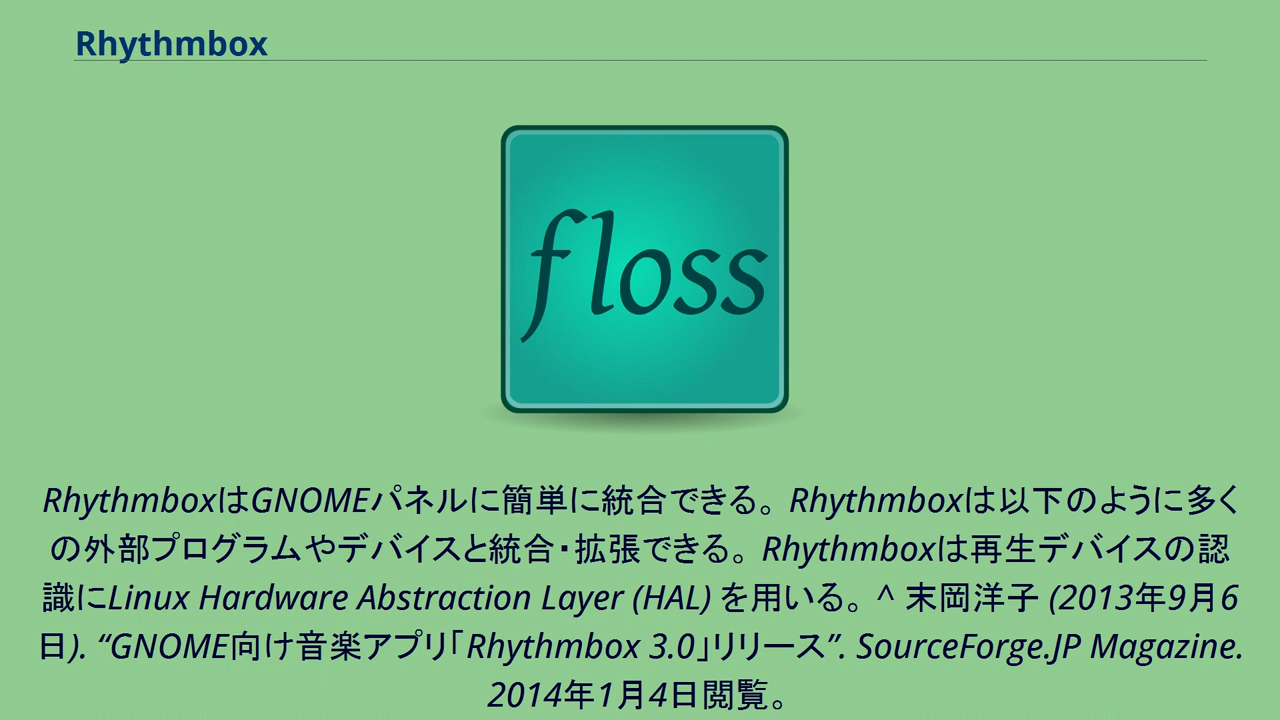 Rhythmbox
floss
RhythmboxはGNOMEパネルに簡単に統合できる。Rhythmboxは以下のように多く
の外部プログラムやデバイスと統合・拡張できる。Rhythmboxは再生デバイスの認
識にLinux Hardware Abstraction Layer (HAL) を用いる。^ 末岡洋子 (2013年9月6
日). “GNOME向け音楽アプリ「Rhythmbox 3.0」リリース”. SourceForge.JP Magazine.
2014年1月4日閲覧。